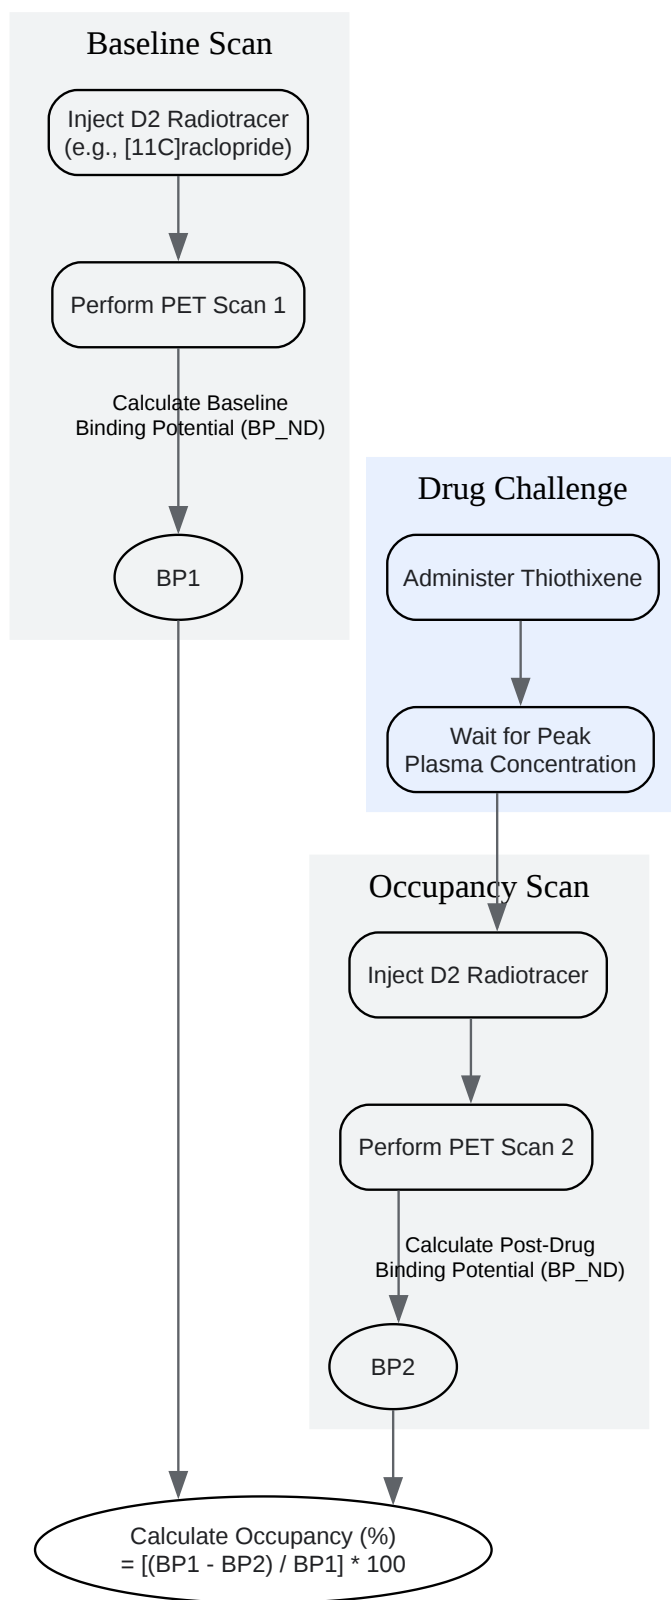 Baseline Scan
Inject D2 Radiotracer
(e.g., [11C]raclopride)
Perform PET Scan 1
Calculate Baseline
Binding Potential (BP_ND)
BP1
Drug Challenge
Administer Thiothixene
Wait for Peak
Plasma Concentration
Occupancy Scan
Inject D2 Radiotracer
Perform PET Scan 2
Calculate Post-Drug
Binding Potential (BP_ND)
BP2
Calculate Occupancy (%)
= [(BP1 - BP2) / BP1] * 100